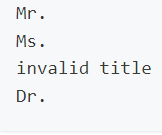 Mr.
Ms.
invalid title
Dr.